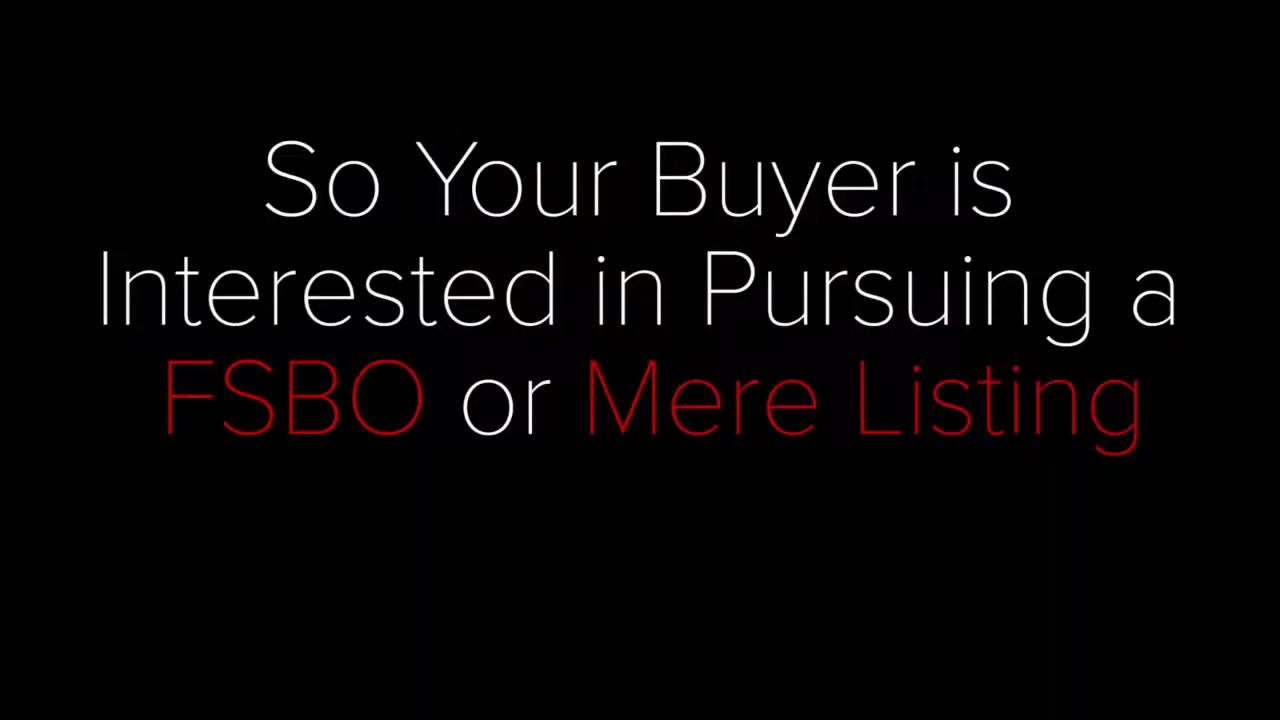 So Your Buyer is
Interested in Pursuing a
FSBO or Mere Listing